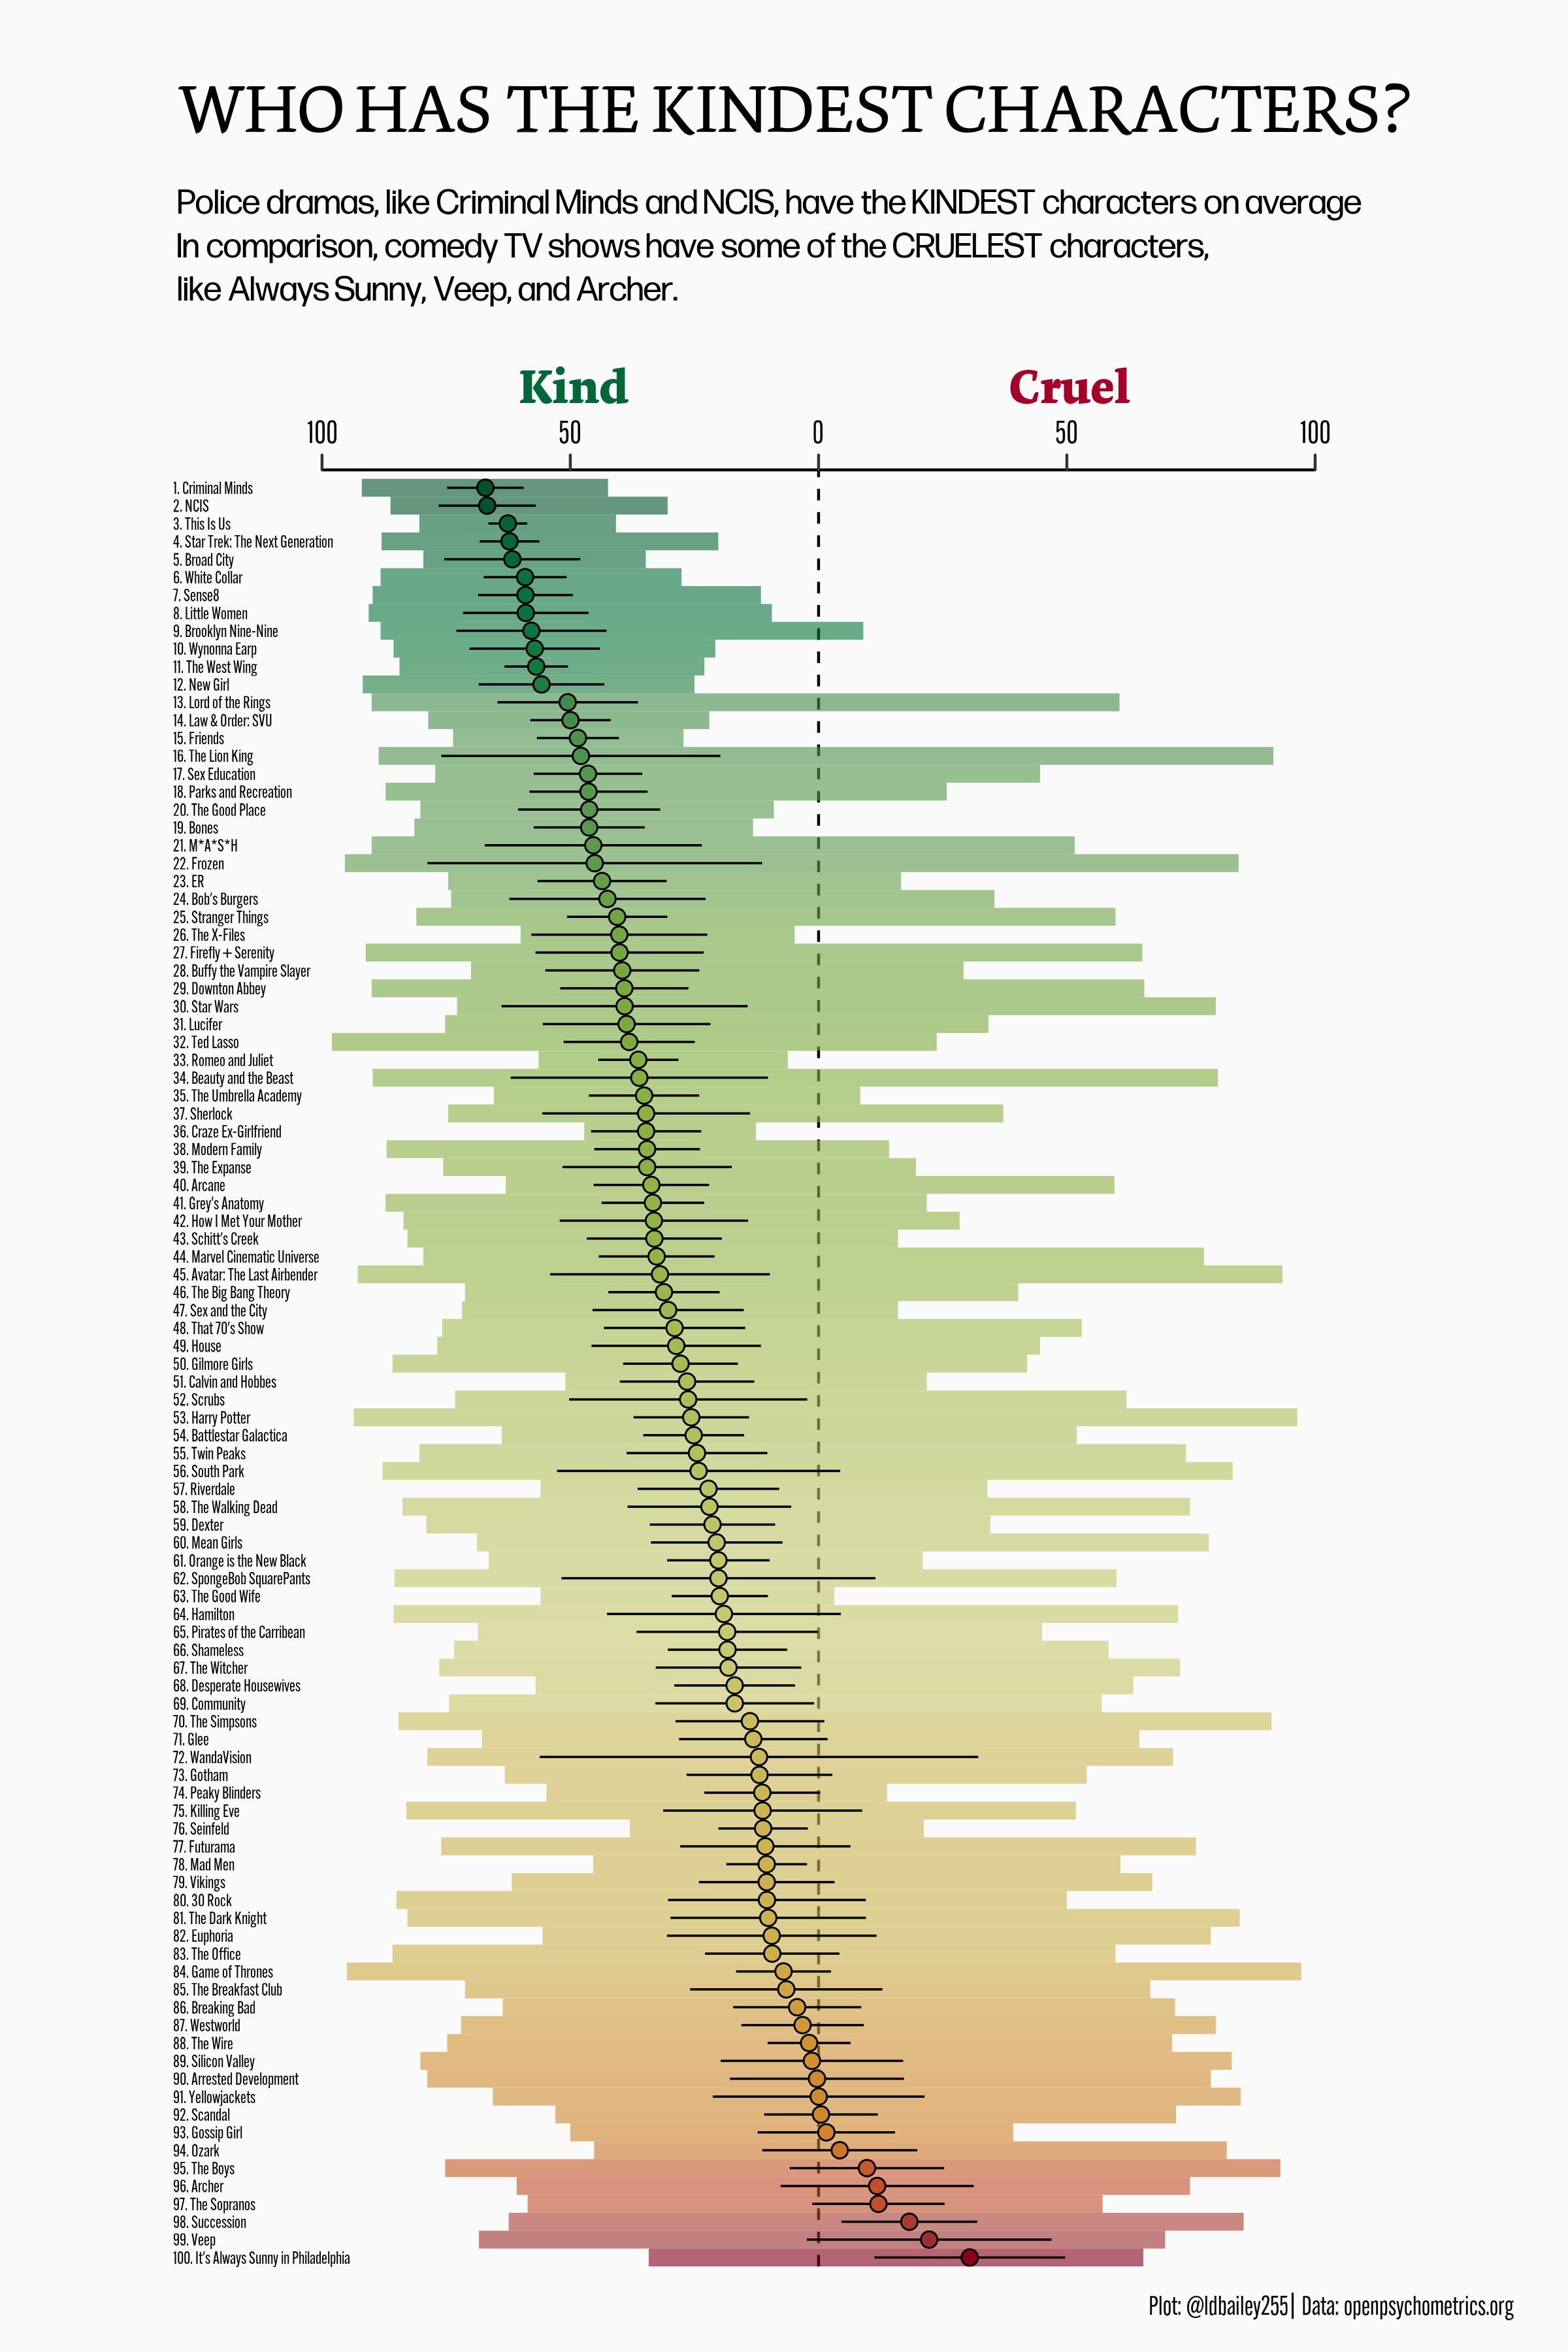 WHO HAS THE KINDEST CHARACTERS?
Police dramas, like Criminal Minds and NCIS, have the KINDEST characters on average
In comparison, comedy TV shows have some of the CRUELEST characters,
like Always Sunny, Veep, and Archer.
Kind Cruel
100 50 0 50 100
1. Criminal Minds
2. NCIS
3. This Is Us
4. Star Trek: The Next Generation
5. Broad City
6. White Collar
7. Sense8
8. Little Women
9. Brooklyn Nine-Nine
10. Wynonna Earp
11. The West Wing
12. New Girl
13. Lord of the Rings
14. Law & Order: SVU
15. Friends
16. The Lion King
17. Sex Education
18. Parks and Recreation
20. The Good Place
19. Bones
21. M*A*S*H
22. Frozen
23. ER
24. Bob's Burgers
25. Stranger Things
26. The X-Files
27. Firefly + Serenity
28. Buffy the Vampire Slayer
29. Downton Abbey
30. Star Wars
31. Lucifer
32. Ted Lasso
33. Romeo and Juliet
34. Beauty and the Beast
35. The Umbrella Academy
37. Sherlock
36. Craze Ex-Girlfriend
38. Modern Family
39. The Expanse
40. Arcane
41. Grey's Anatomy
42. How I Met Your Mother
43. Schitt's Creek
44. Marvel Cinematic Universe
45. Avatar: The Last Airbender
46. The Big Bang Theory
47. Sex and the City
48. That 70's Show
49. House
50. Gilmore Girls
51. Calvin and Hobbes
52. Scrubs
53. Harry Potter
54. Battlestar Galactica
55. Twin Peaks
56. South Park
57. Riverdale
58. The Walking Dead
59. Dexter
60. Mean Girls
61. Orange is the New Black
62. SpongeBob SquarePants
63. The Good Wife
64. Hamilton
65. Pirates of the Carribean
66. Shameless
67. The Witcher
68. Desperate Housewives
69. Community
70. The Simpsons
71. Glee
72. WandaVision
73. Gotham
74. Peaky Blinders
75. Killing Eve
76. Seinfeld
77. Futurama
78. Mad Men
79. Vikings
80. 30 Rock
81. The Dark Knight
82. Euphoria
83. The Office
84. Game of Thrones
85. The Breakfast Club
86. Breaking Bad
87. Westworld
88. The Wire
89. Silicon Valley
90. Arrested Development
91. Yellowjackets
92. Scandal
93. Gossip Girl
94. Ozark
95. The Boys
96. Archer
97. The Sopranos
98. Succession
99. Veep
100. It's Always Sunny in Philadelphia
Plot: @ldbailey255| Data: openpsychometrics.org